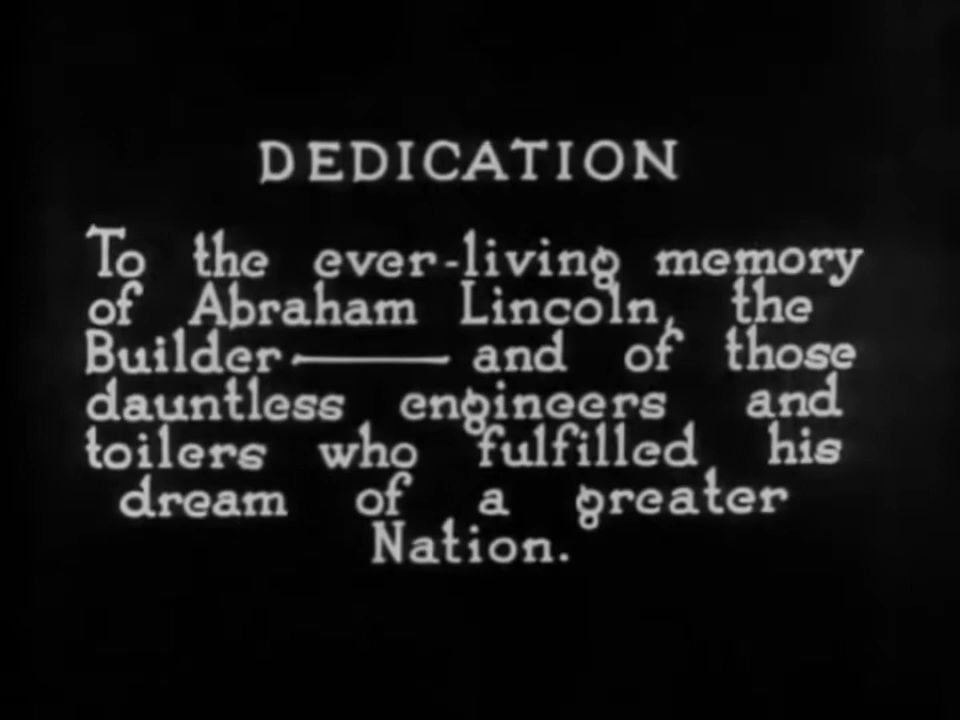 DEDICATION
To the ever-living memory
of Abraham Lincoln, the
Builder—— and of those
dauntless engineers and
toilers who fulfilled his
dream of a greater
Nation.